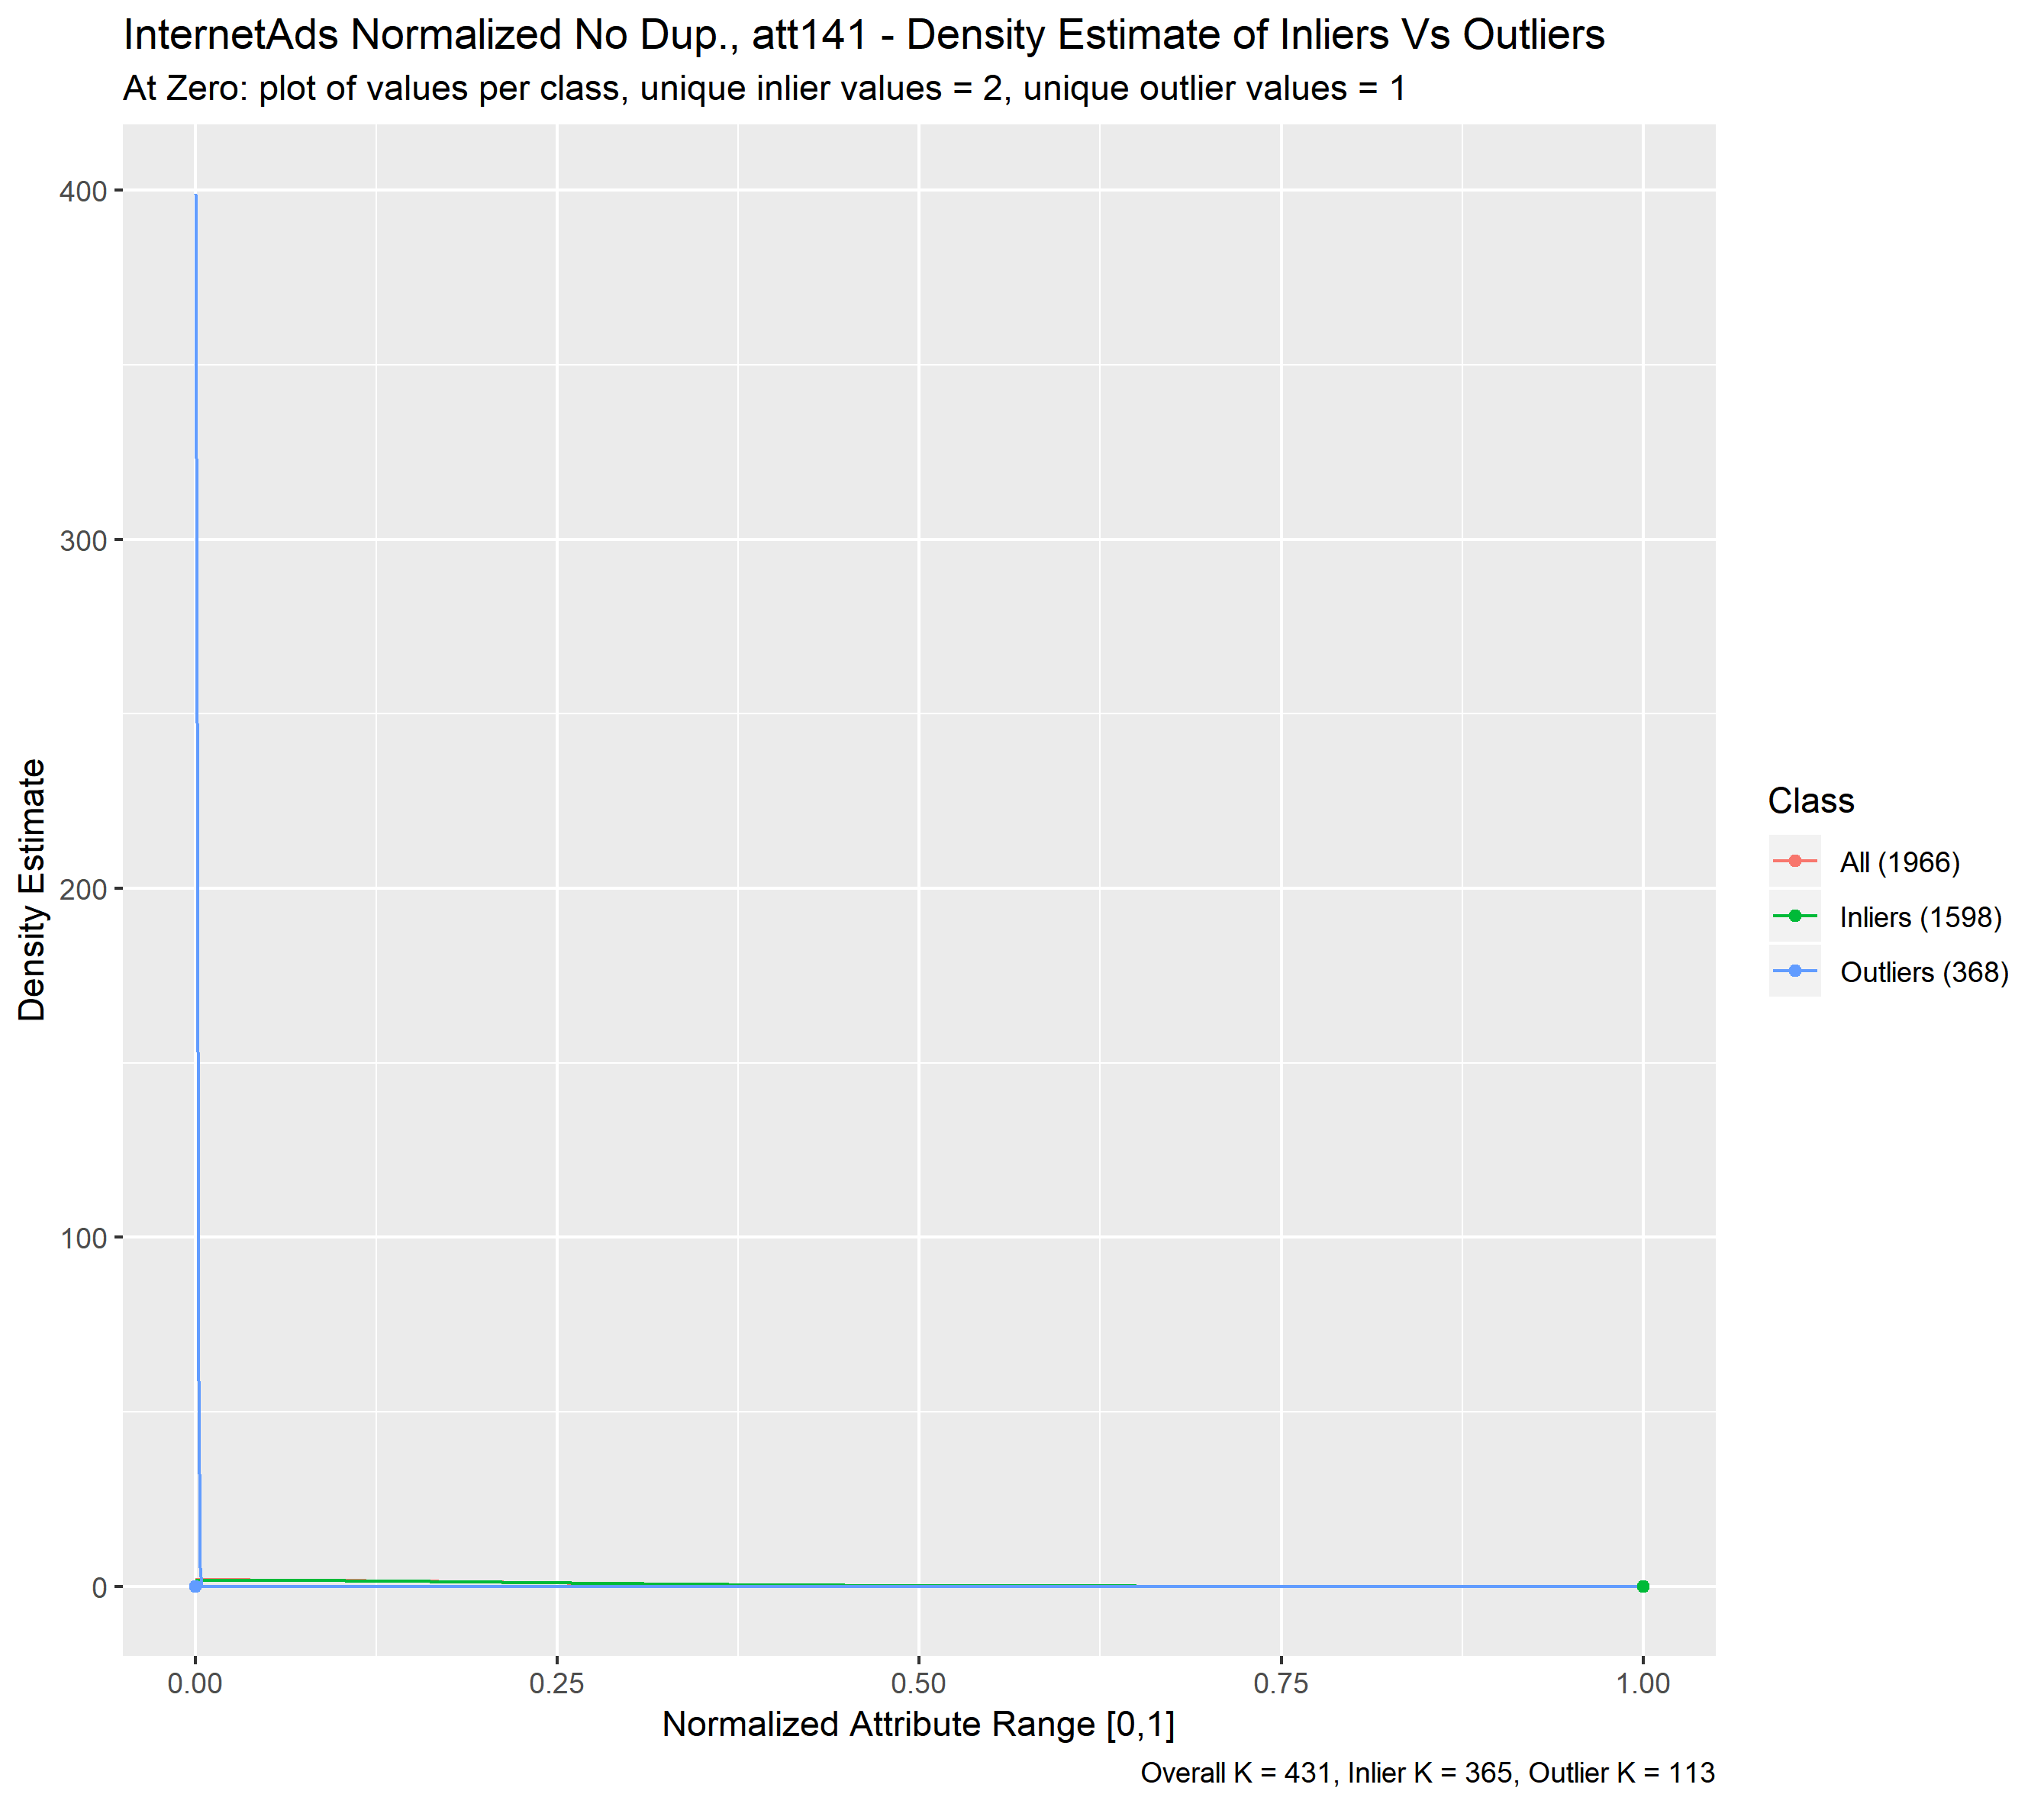 InternetAds Normalized No Dup., att141 - Density Estimate of Inliers Vs Outliers
At Zero: plot of values per class, unique inlier values = 2, unique outlier values = 1
400
300
200
100
0
Density Estimate
0.00
0.25
0.50
0.75
1.00
Normalized Attribute Range [0,1]
Overall K = 431, Inlier K = 365, Outlier K = 113
Class
All (1966)
Inliers (1598)
Outliers (368)